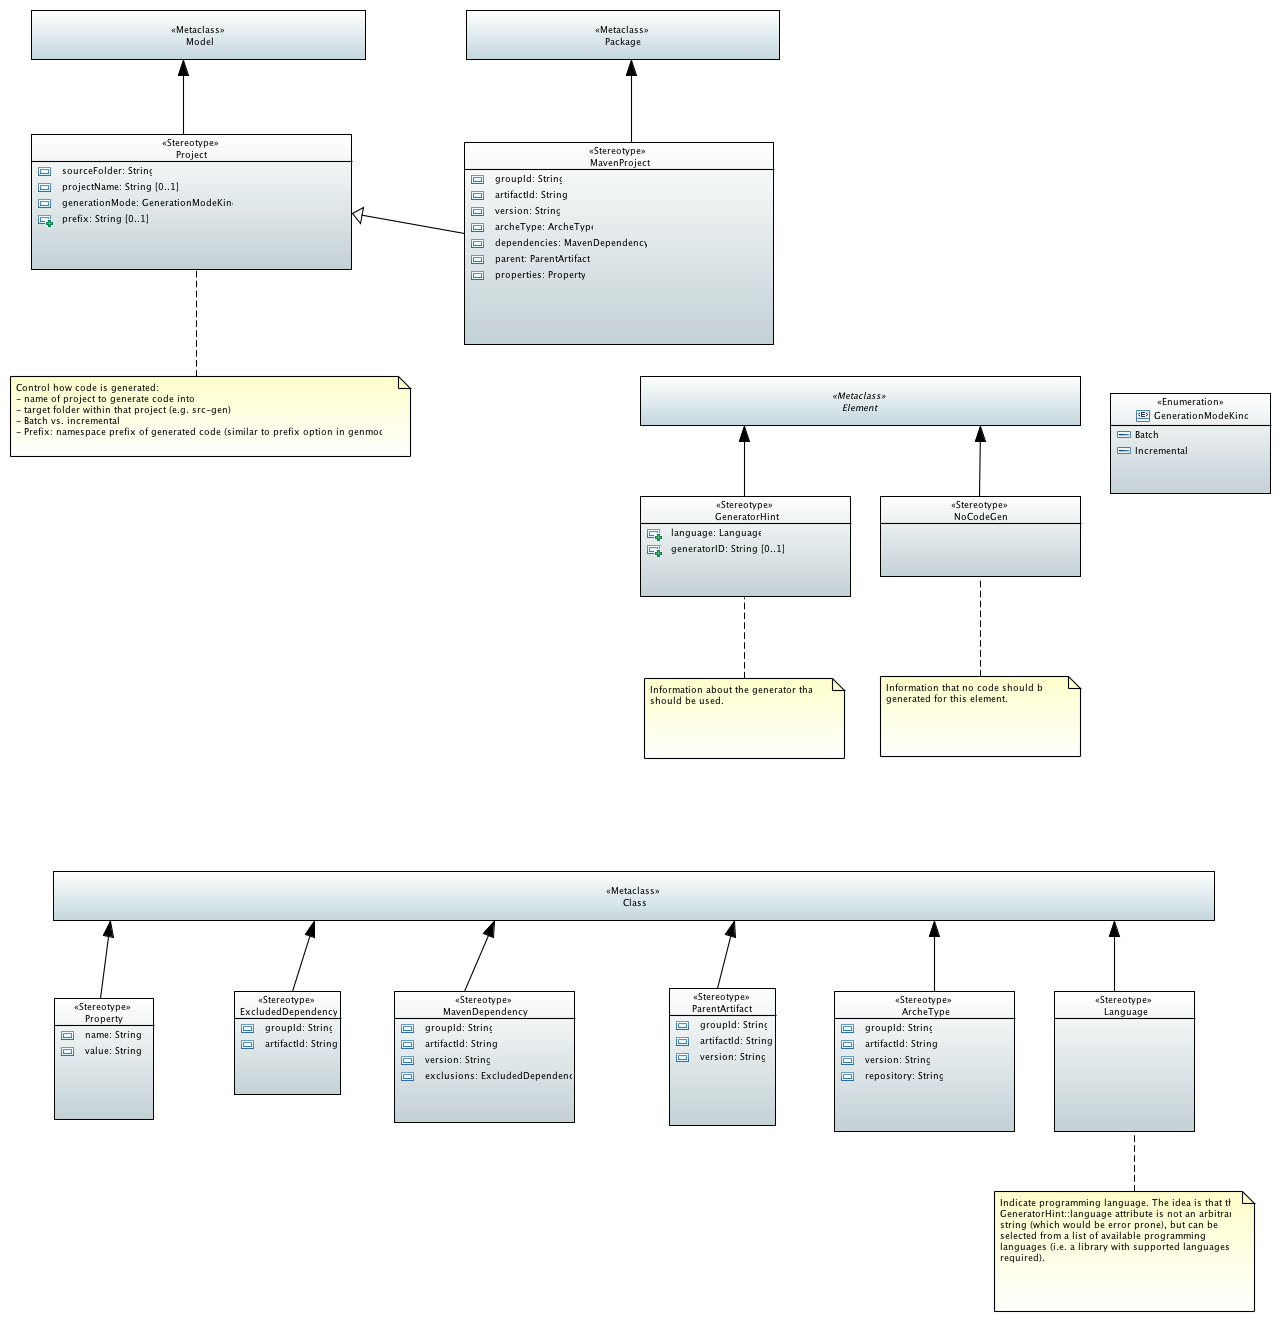 «Metaclass»
Model
«Metaclass»
Package
«Stereotype»
Project
sourceFolder: String
projectName: String [0..1]
generationMode: GenerationModeKind
prefix: String [0..1]
«Stereotype»
MavenProject
groupId: String
artifactId: String
version: String
archeType: ArcheType
dependencies: MavenDependency
parent: ParentArtifact
properties: Property
Control how code is generated:
- name of project to generate code into
- target folder within that project (e.g. src-gen)
- Batch vs. incremental
- Prefix: namespace prefix of generated code (similar to prefix option in genmoc
«Metaclass»
Element
«Enumeration»
GenerationModeKind
Batch
Incremental
«Stereotype»
GeneratorHint
language: Language
generatorID: String [0..1]
«Stereotype»
NoCodeGen
Information about the generator tha
should be used.
Information that no code should b
generated for this element.
«Metaclass»
Class
«Stereotype»
Property
name: String
value: String
«Stereotype»
ExcludedDependency
groupId: String
artifactId: String
«Stereotype»
MavenDependency
groupId: String
artifactId: String
version: String
exclusions: ExcludedDependenc
«Stereotype»
ParentArtifact
groupId: String
artifactId: String
version: String
«Stereotype»
ArcheType
groupId: String
artifactId: String
version: String
repository: String
«Stereotype»
Language
Indicate programming language. The idea is that th
GeneratorHint::language attribute is not an arbitrar
string (which would be error prone), but can be
selected from a list of available programming
languages (i.e. a library with supported languages
required).